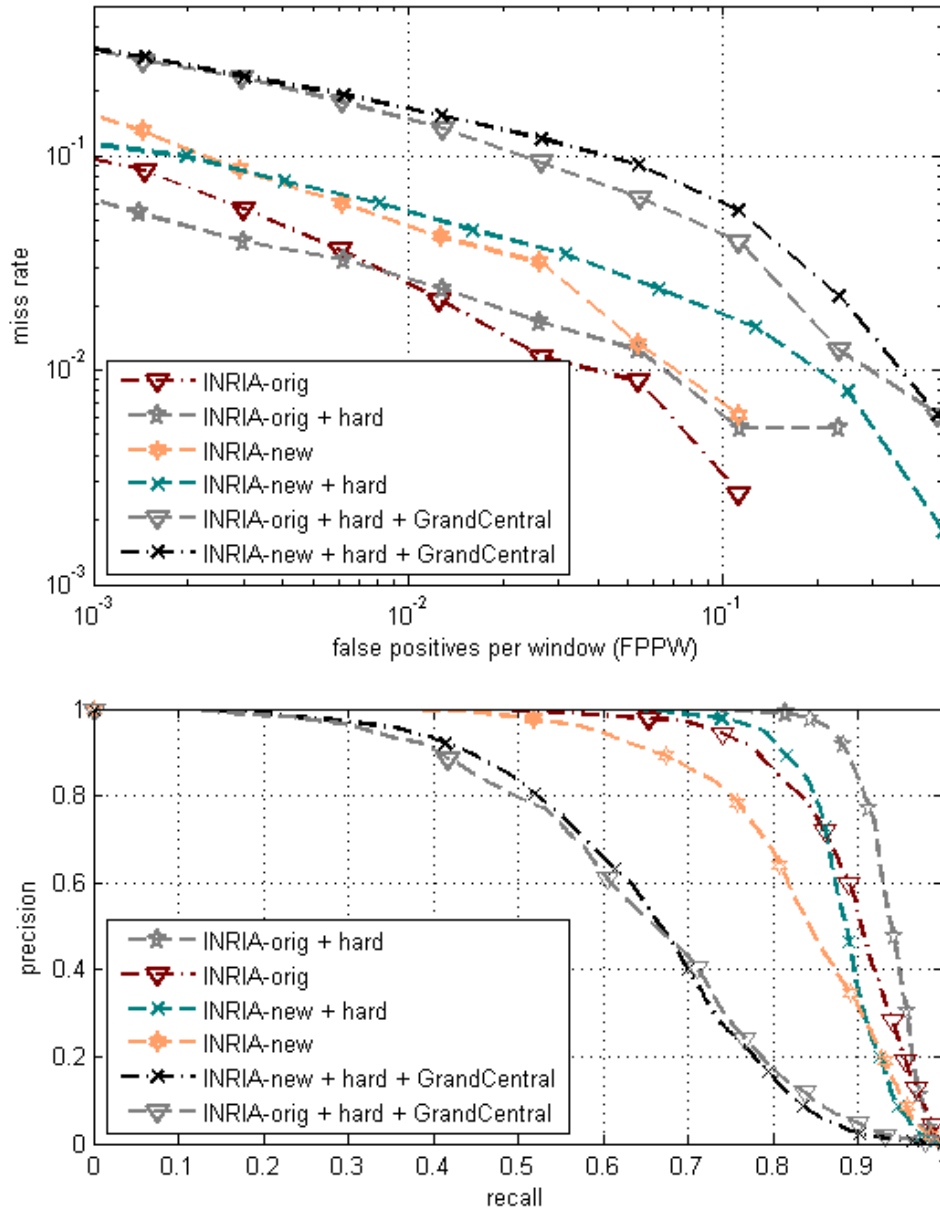 10^-1
10^-2
10^-3
miss rate
INRIA-orig
INRIA-orig + hard
INRIA-new
INRIA-new + hard
INRIA-orig + hard + GrandCentral
INRIA-new + hard + GrandCentral
10^-3 10^-2 10^-1
false positives per window (FPPW)
1
0.8
0.6
0.4
0.2
0
precision
INRIA-orig + hard
INRIA-orig
INRIA-new + hard
INRIA-new
INRIA-new + hard + GrandCentral
INRIA-orig + hard + GrandCentral
0 0.1 0.2 0.3 0.4 0.5 0.6 0.7 0.8 0.9
recall